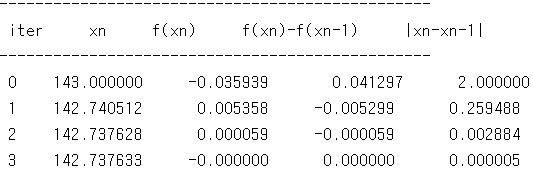 ------------------------------------------------
iter xn f(xn) f(xn)-f(xn-1) |xn-xn-1|
------------------------------------------------
0 143.000000 -0.035939 0.041297 2.000000
1 142.740512 0.005358 -0.005299 0.259488
2 142.737628 0.000059 -0.000059 0.002884
3 142.737633 -0.000000 0.000000 0.000005